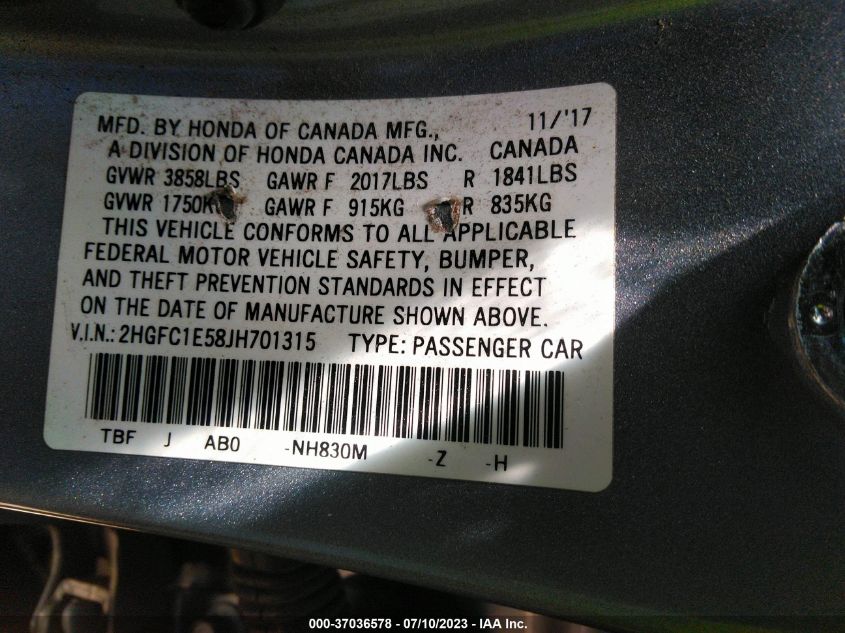 MFD. BY HONDA OF CANADA MFG., 11/'17
A DIVISION OF HONDA CANADA INC. CANADA
GVWR 3858LBS GAWR F 2017LBS R 1841LBS
GVWR 1750K GAWR F 915KG R 835KG
THIS VEHICLE CONFORMS TO ALL APPLICABLE
FEDERAL MOTOR VEHICLE SAFETY, BUMPER,
AND THEFT PREVENTION STANDARDS IN EFFECT
ON THE DATE OF MANUFACTURE SHOWN ABOVE.
V.I.N.: 2HGFC1E58JH701315 TYPE: PASSENGER CAR
TBF J AB0 -NH830M -Z -H
000-37036578 - 07/10/2023 - IAA Inc.